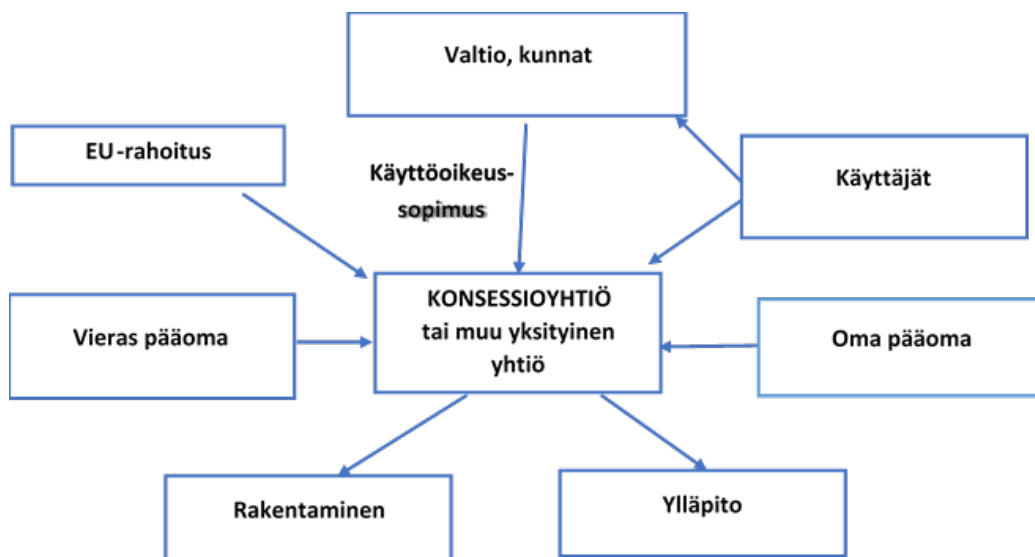 Valtio, kunnat
EU-rahoitus
Käyttöoikeus-
sopimus
Käyttäjät
KONSESSIOYHTIÖ
tai muu yksityinen
yhtiö
Vieras pääoma
Oma pääoma
Rakentaminen
Ylläpito